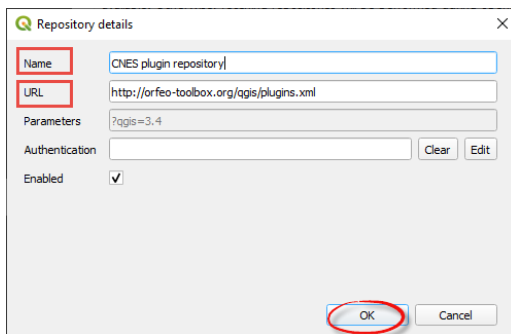 Repository details
Name CNES plugin repository
URL http://orfeo-toolbox.org/qgis/plugins.xml
Parameters ?qgis=3.4
Authentication Clear Edit
Enabled
OK Cancel